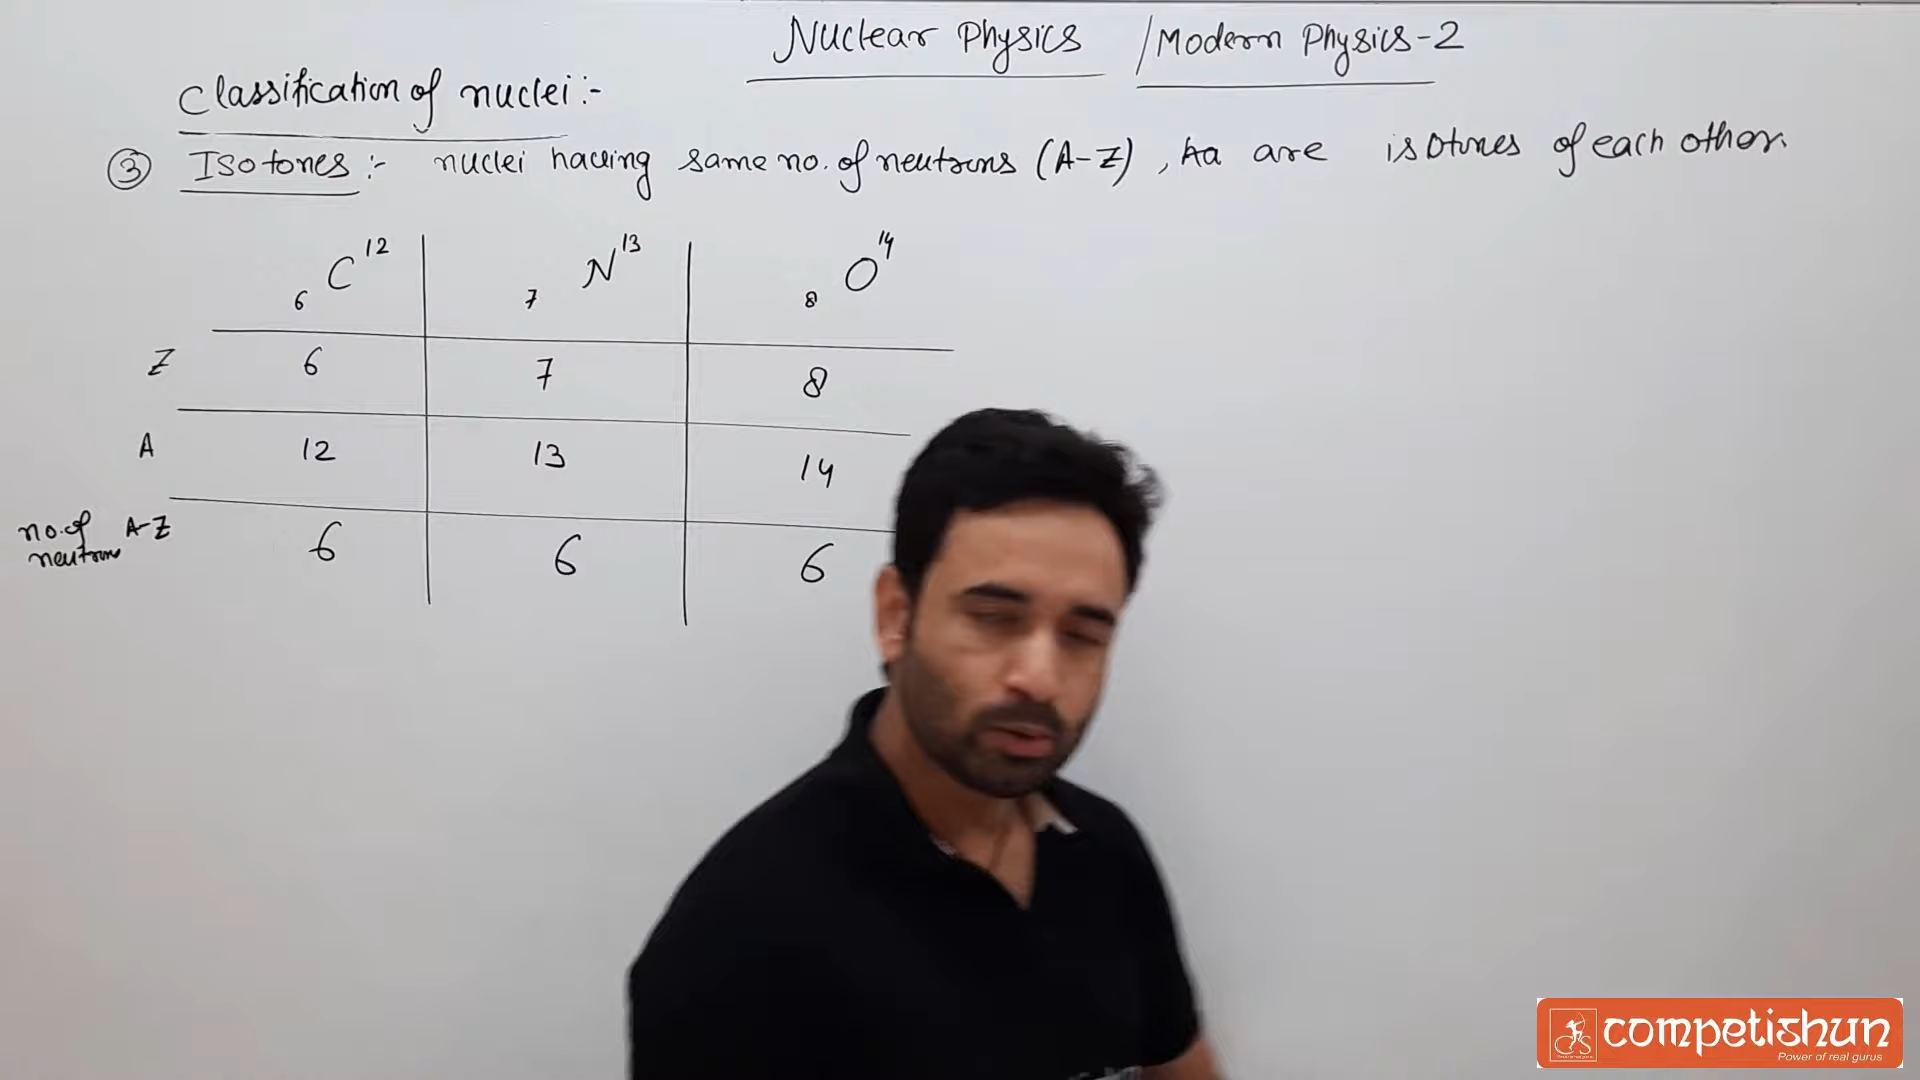 Nuclear Physics / Modern Physics-2
Classification of nuclei :-
③ Isotones :- nuclei having same no. of neutrons (A-Z), are isotones of each other.
₆C¹² ₇N¹³ ₈O¹⁴
Z 6 7 8
A 12 13 14
no. of neutrons A-Z 6 6 6
competishun
Power of real gurus